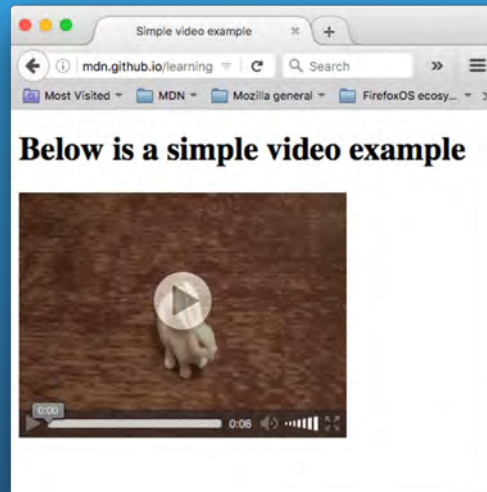 Simple video example
mdn.github.io/learning
Search
Most Visited
MDN
Mozilla general
FirefoxOS ecosy...
Below is a simple video example
0:00
0:06